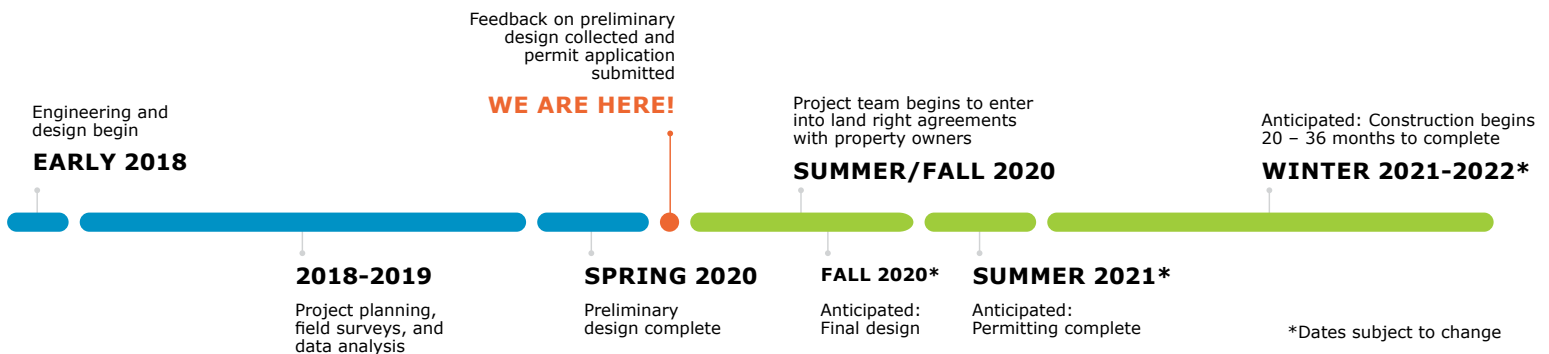 Engineering and
design begin
EARLY 2018
2018-2019
Project planning,
field surveys, and
data analysis
Feedback on preliminary
design collected and
permit application
submitted
WE ARE HERE!
SPRING 2020
Preliminary
design complete
Project team begins to enter
into land right agreements
with property owners
SUMMER/FALL 2020
FALL 2020*
Anticipated:
Final design
SUMMER 2021*
Anticipated:
Permitting complete
Anticipated: Construction begins
20 – 36 months to complete
WINTER 2021-2022*
*Dates subject to change